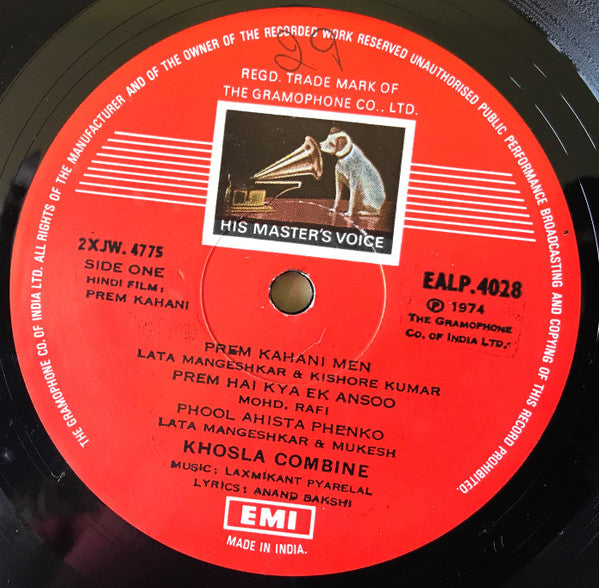 THE GRAMOPHONE CO. OF INDIA LTD. ALL RIGHTS OF THE MANUFACTURER AND OF THE OWNER OF THE RECORDED WORK RESERVED UNAUTHORISED PUBLIC PERFORMANCE BROADCASTING AND COPYING OF THIS RECORD PROHIBITED.
29
REGD. TRADE MARK OF
THE GRAMOPHONE CO., LTD.
HIS MASTER'S VOICE
2XJW. 4775
SIDE ONE
HINDI FILM;
PREM KAHANI
EALP.4028
Ⓟ 1974
THE GRAMOPHONE
CO. OF INDIA LTD.
PREM KAHANI MEN
LATA MANGESHKAR & KISHORE KUMAR
PREM HAI KYA EK ANSOO
MOHD. RAFI
PHOOL AHISTA PHENKO
LATA MANGESHKAR & MUKESH
KHOSLA COMBINE
MUSIC; LAXMIKANT PYARELAL
LYRICS; ANAND BAKSHI
EMI
MADE IN INDIA.